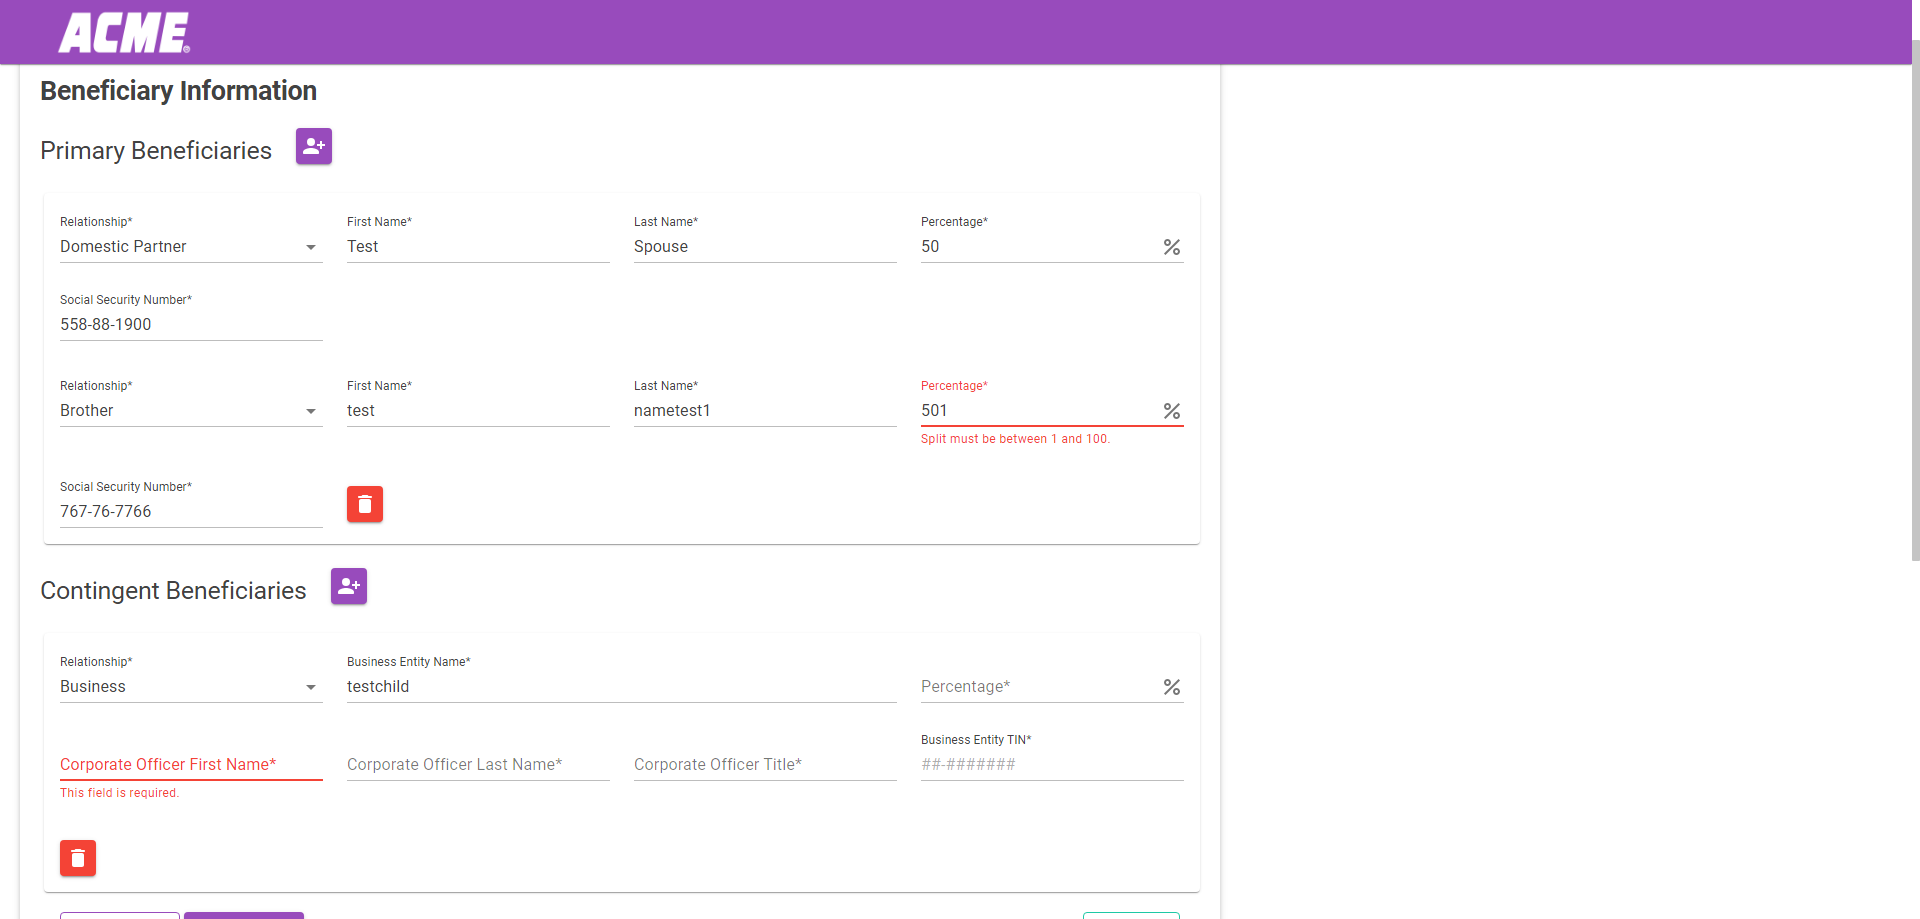 ACME®
Beneficiary Information
Primary Beneficiaries
Relationship* First Name* Last Name* Percentage*
Domestic Partner Test Spouse 50 %
Social Security Number*
558-88-1900
Relationship* First Name* Last Name* Percentage*
Brother test nametest1 501 %
Split must be between 1 and 100.
Social Security Number*
767-76-7766
Contingent Beneficiaries
Relationship* Business Entity Name*
Business testchild Percentage* %
Business Entity TIN*
Corporate Officer First Name* Corporate Officer Last Name* Corporate Officer Title* ##-#######
This field is required.